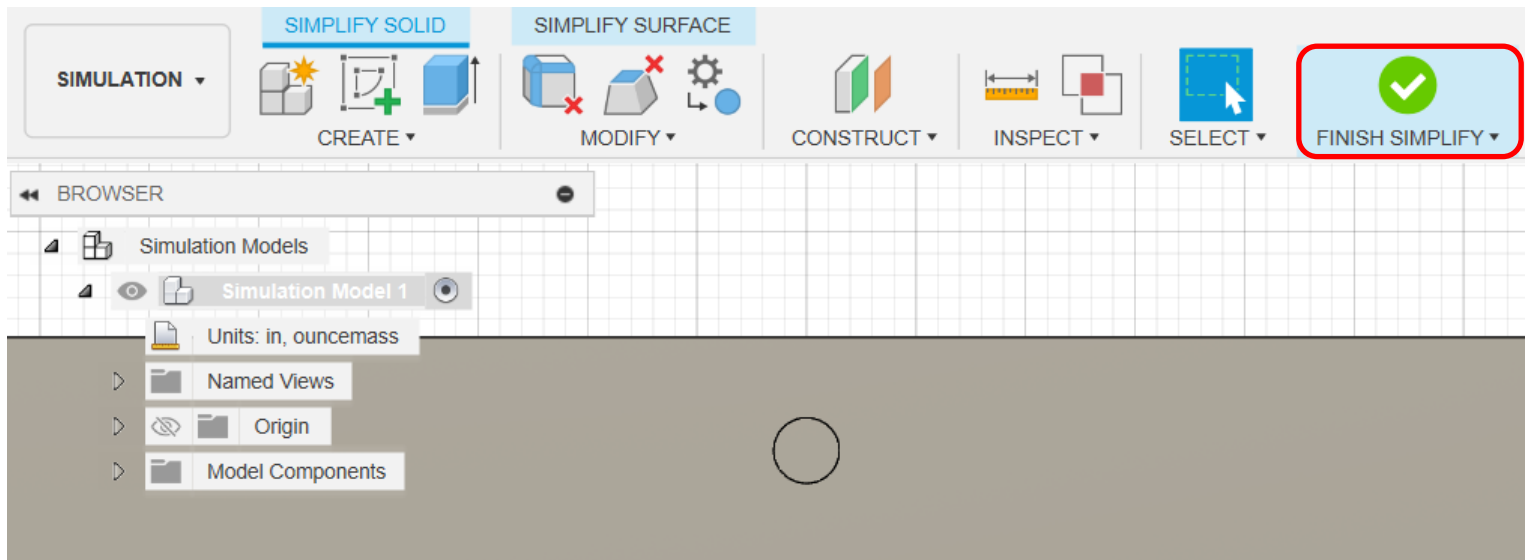 SIMPLIFY SOLID SIMPLIFY SURFACE
SIMULATION
CREATE MODIFY CONSTRUCT INSPECT SELECT FINISH SIMPLIFY
BROWSER
Simulation Models
Simulation Model 1
Units: in, ouncemass
Named Views
Origin
Model Components